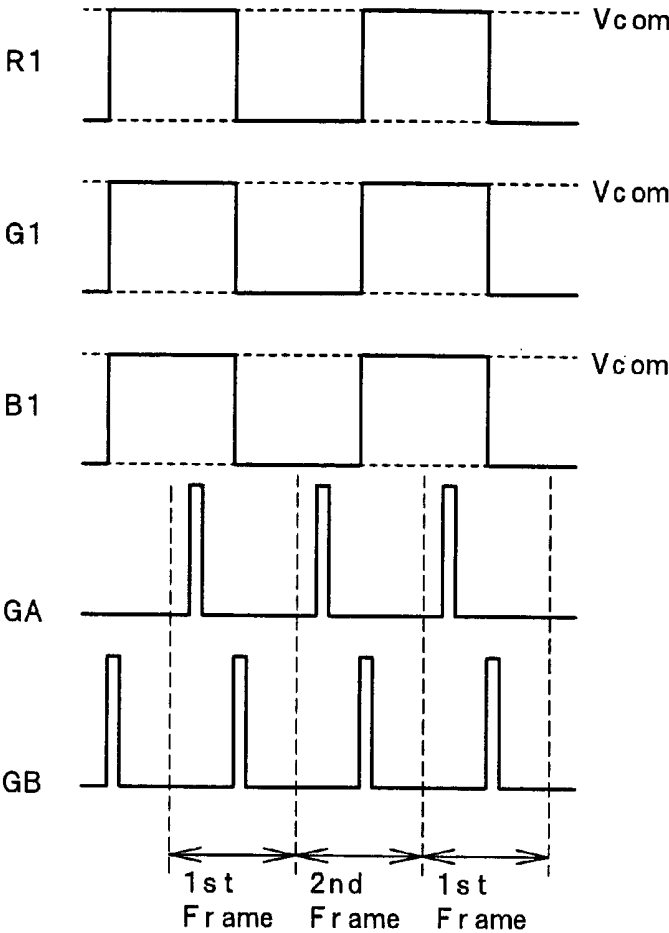 R1
Vcom
G1
Vcom
B1
Vcom
GA
GB
1st Frame
2nd Frame
1st Frame